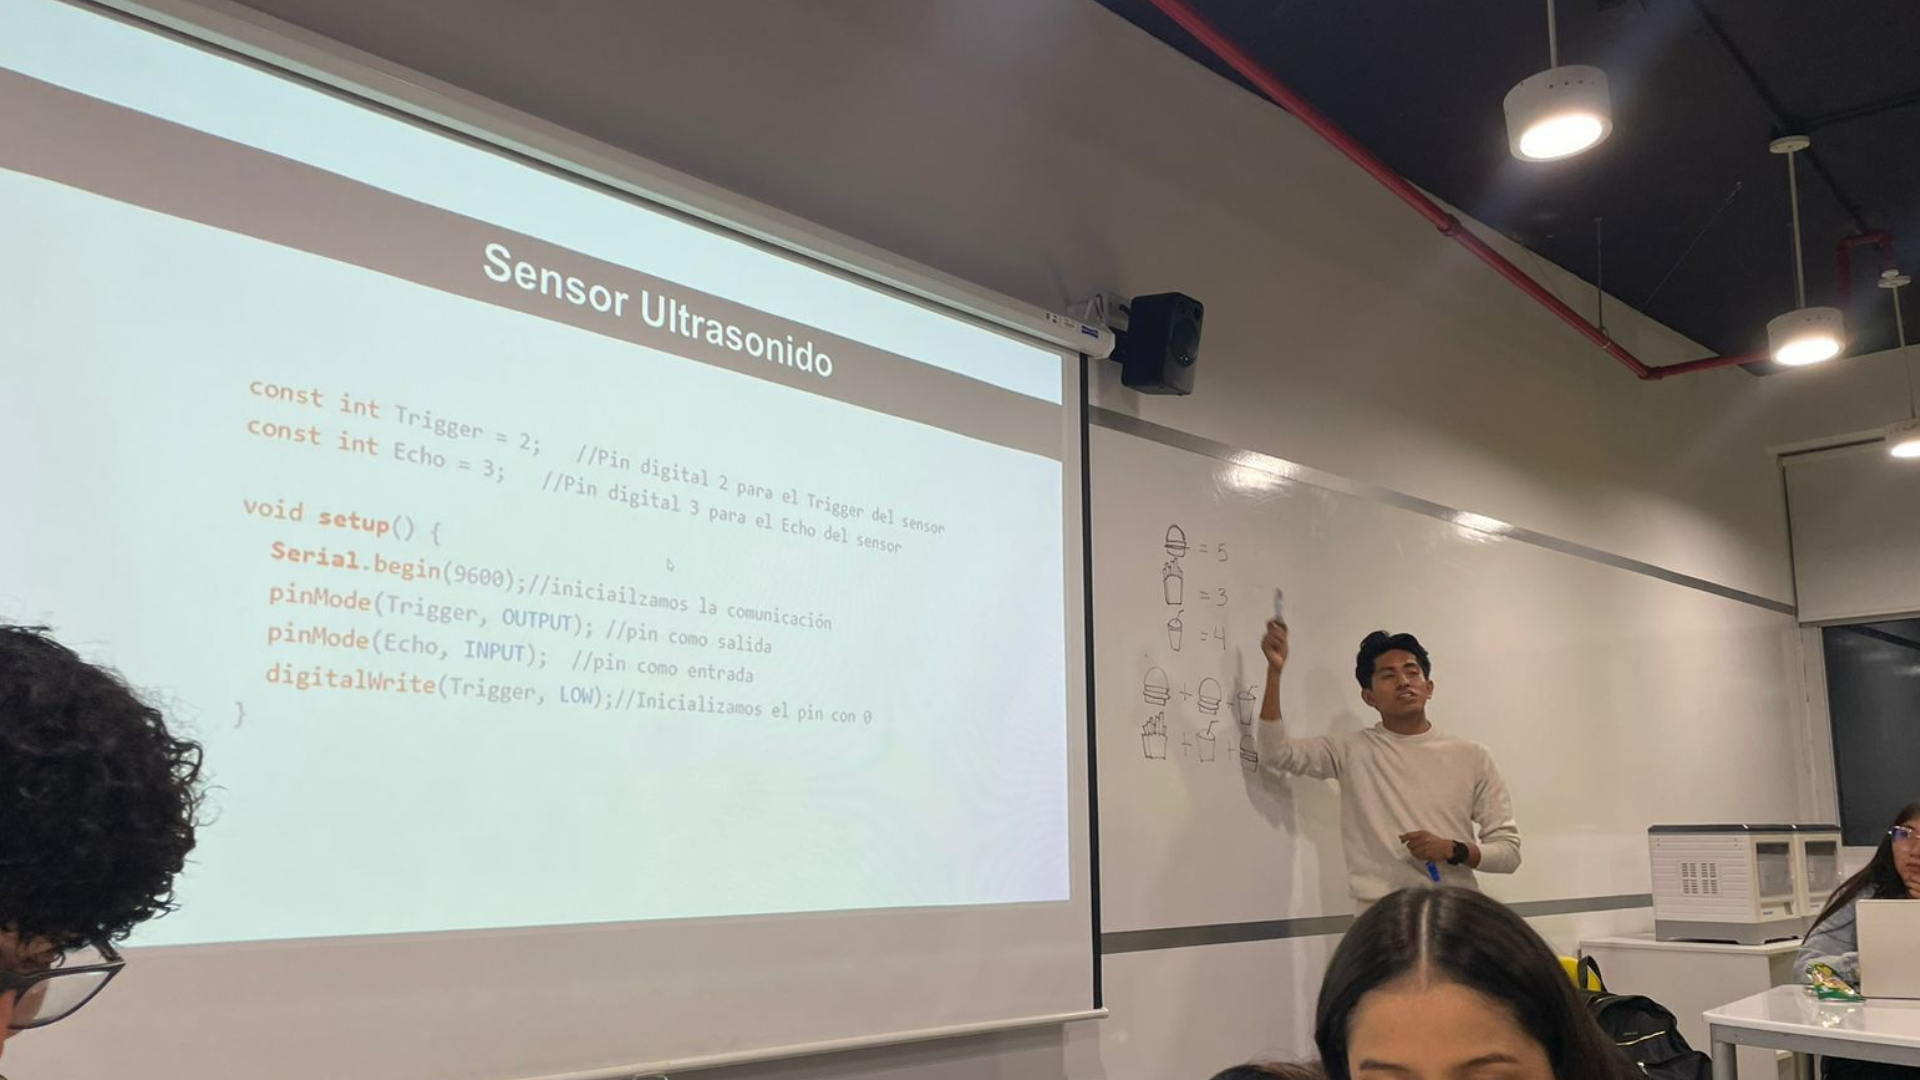 Sensor Ultrasonido
const int Trigger = 2;   //Pin digital 2 para el Trigger del sensor
const int Echo = 3;   //Pin digital 3 para el Echo del sensor
void setup() {
Serial.begin(9600);//iniciailzamos la comunicación
pinMode(Trigger, OUTPUT); //pin como salida
pinMode(Echo, INPUT);  //pin como entrada
digitalWrite(Trigger, LOW);//Inicializamos el pin con 0
}
= 5
= 3
= 4
+ +
+ +